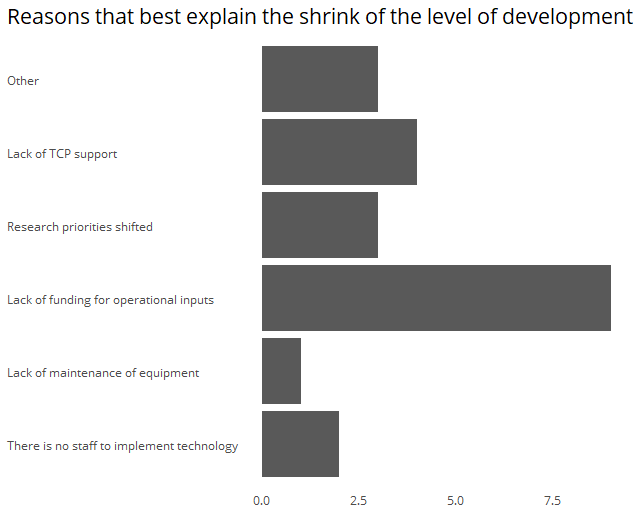 Reasons that best explain the shrink of the level of development
Other
Lack of TCP support
Research priorities shifted
Lack of funding for operational inputs
Lack of maintenance of equipment
There is no staff to implement technology
0.0 2.5 5.0 7.5